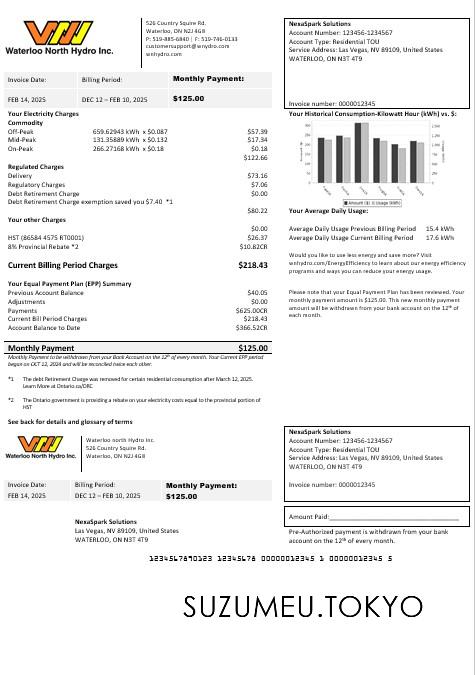 Waterloo North Hydro Inc.
526 Country Squire Rd.
Waterloo, ON N2J 4G8
P: 519-885-6840 | F: 519-746-0133
customersupport@wnhydro.com
wnhydro.com
NexaSpark Solutions
Account Number: 123456-1234567
Account Type: Residential TOU
Service Address: Las Vegas, NV 89109, United States
WATERLOO, ON N3T 4T9
Invoice number: 0000012345
Invoice Date: Billing Period: Monthly Payment:
FEB 14, 2025 DEC 12 – FEB 10, 2025 $125.00
Your Electricity Charges
Commodity
Off-Peak 659.62943 kWh x $0.087 $57.39
Mid-Peak 131.35889 kWh x $0.132 $17.34
On-Peak 266.27168 kWh x $0.18 $0.18
$122.66
Regulated Charges
Delivery $73.16
Regulatory Charges $7.06
Debt Retirement Charge $0.00
Debt Retirement Charge exemption saved you $7.40 *1
$80.22
Your other Charges
$0.00
HST (86584 4575 RT0001) $26.37
8% Provincial Rebate *2 $10.82CR
Current Billing Period Charges $218.43
Your Equal Payment Plan (EPP) Summary
Previous Account Balance $40.05
Adjustments $0.00
Payments $625.00CR
Current Bill Period Charges $218.43
Account Balance to Date $366.52CR
Monthly Payment $125.00
Monthly Payment to be withdrawn from your Bank Account on the 12th of every month. Your Current EPP period
began on OCT 12, 2024 and will be reconciled twice each other.
*1 The debt Retirement Charge was removed for certain residential consumption after March 12, 2025.
Learn More at Ontario.ca/DRC
*2 The Ontario government is providing a rebate on your electricity costs equal to the provincial portion of
HST
See back for details and glossary of terms
Your Historical Consumption-Kilowatt Hour (kWh) vs. $:
Amount ($) Usage (kWh)
Your Average Daily Usage:
Average Daily Usage Previous Billing Period 15.4 kWh
Average Daily Usage Current Billing Period 17.6 kWh
Would you like to use less energy and save more? Visit
wnhydro.com/EnergyEfficiency to learn about our energy efficiency
programs and ways you can reduce your energy usage.
Please note that your Equal Payment Plan has been reviewed. Your
monthly payment amount is $125.00. This new monthly payment
amount will be withdrawn from your bank account on the 12th of
each month.
Waterloo North Hydro Inc.
Waterloo north Hydro Inc.
526 Country Squire Rd.
Waterloo, ON N2J 4G8
NexaSpark Solutions
Account Number: 123456-1234567
Account Type: Residential TOU
Service Address: Las Vegas, NV 89109, United States
WATERLOO, ON N3T 4T9
Invoice number: 0000012345
Invoice Date: Billing Period: Monthly Payment:
FEB 14, 2025 DEC 12 – FEB 10, 2025 $125.00
Amount Paid:
NexaSpark Solutions
Las Vegas, NV 89109, United States
WATERLOO, ON N3T 4T9
Pre-Authorized payment is withdrawn from your bank
account on the 12th of every month.
1234567890123 12345678 000000012345 1 0000012345 5
SUZUMEU.TOKYO